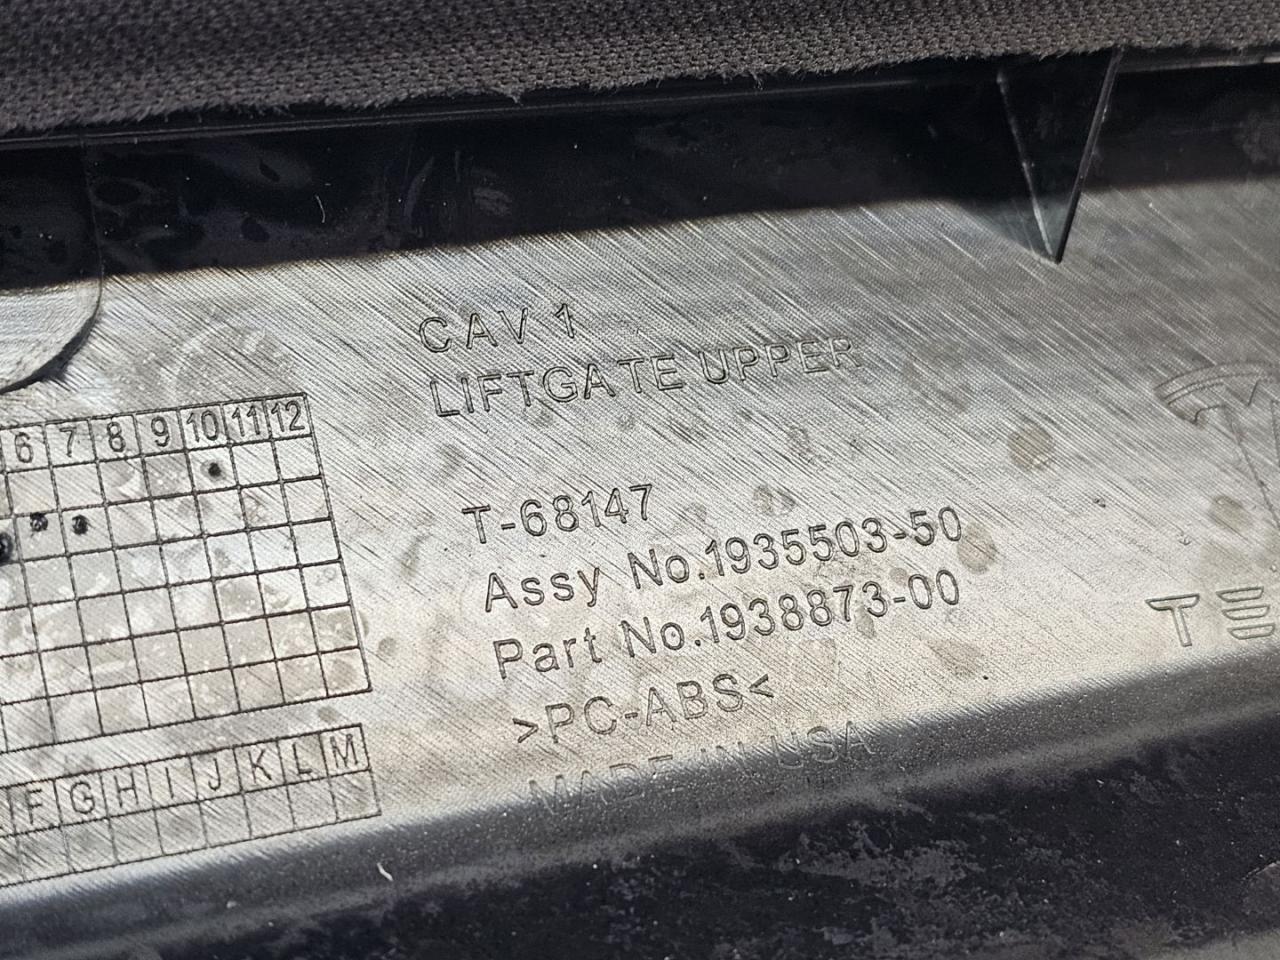 CAV 1
LIFTGATE UPPER
6 7 8 9 10 11 12
T-68147
Assy No.1935503-50
Part No.1938873-00
>PC-ABS<
MADE IN USA
F G H I J K L M
T E